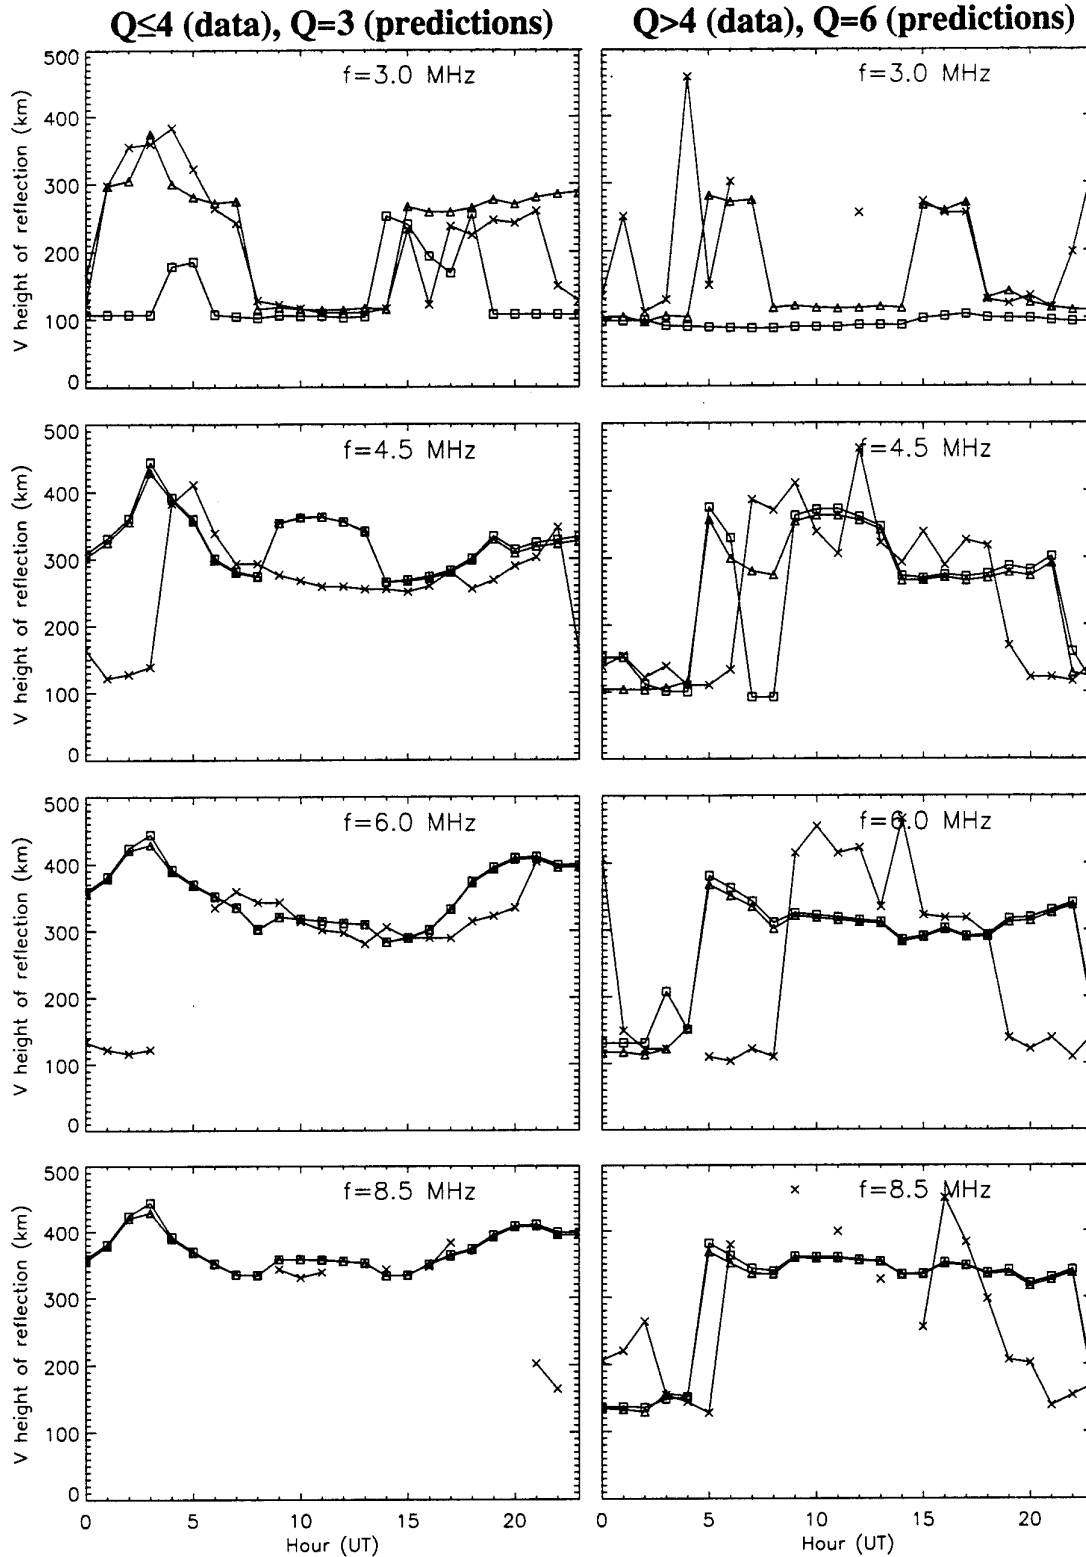 Q≤4 (data), Q=3 (predictions)
Q>4 (data), Q=6 (predictions)
f=3.0 MHz
f=3.0 MHz
V height of reflection (km)
500
400
300
200
100
0
f=4.5 MHz
f=4.5 MHz
V height of reflection (km)
500
400
300
200
100
0
f=6.0 MHz
f=6.0 MHz
V height of reflection (km)
500
400
300
200
100
0
f=8.5 MHz
f=8.5 MHz
V height of reflection (km)
500
400
300
200
100
0
0 5 10 15 20
Hour (UT)
0 5 10 15 20
Hour (UT)